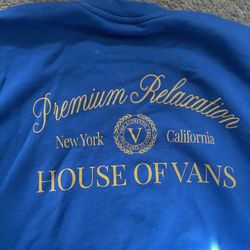 Premium Relaxation
New York V California
HOUSE OF VANS